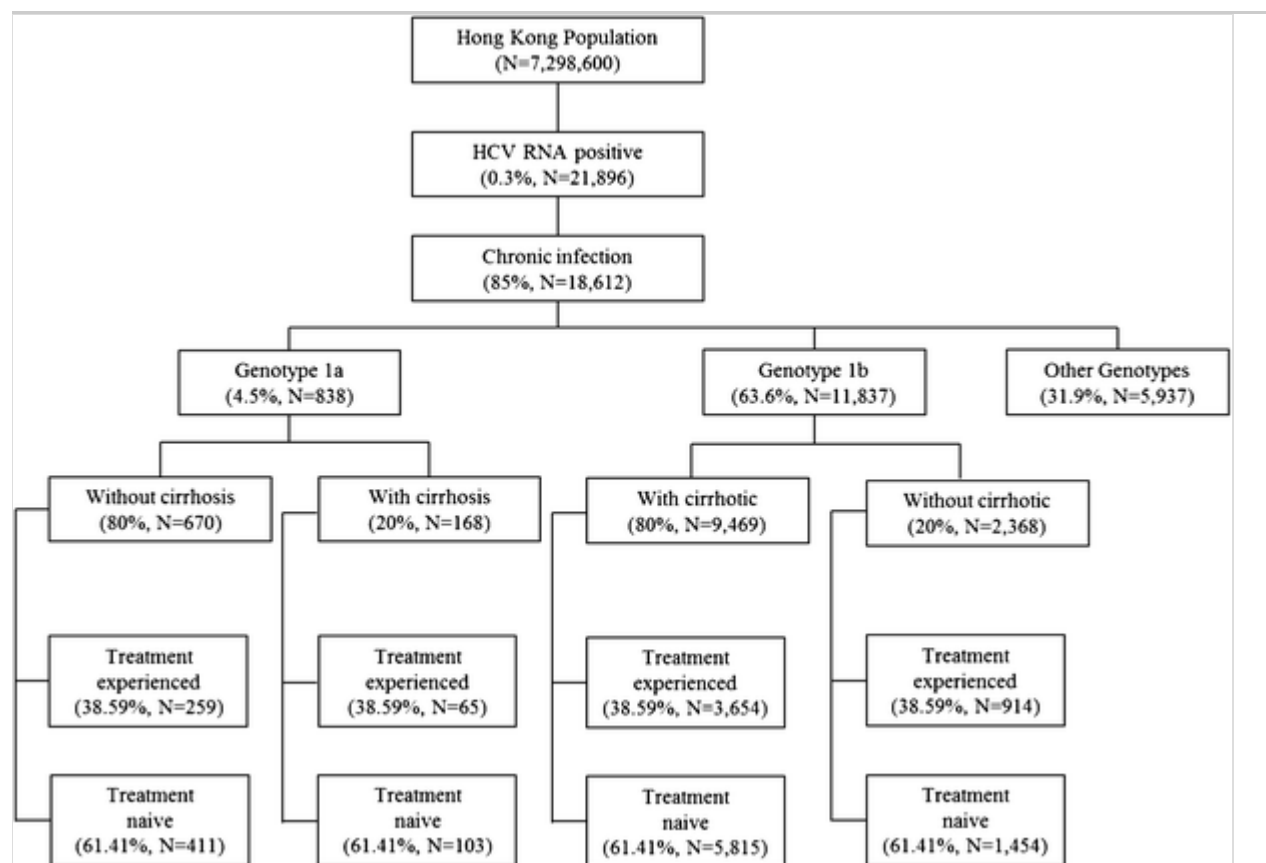 Hong Kong Population
(N=7,298,600)
HCV RNA positive
(0.3%, N=21,896)
Chronic infection
(85%, N=18,612)
Genotype 1a
(4.5%, N=838)
Genotype 1b
(63.6%, N=11,837)
Other Genotypes
(31.9%, N=5,937)
Without cirrhosis
(80%, N=670)
With cirrhosis
(20%, N=168)
With cirrhotic
(80%, N=9,469)
Without cirrhotic
(20%, N=2,368)
Treatment
experienced
(38.59%, N=259)
Treatment
experienced
(38.59%, N=65)
Treatment
experienced
(38.59%, N=3,654)
Treatment
experienced
(38.59%, N=914)
Treatment
naive
(61.41%, N=411)
Treatment
naive
(61.41%, N=103)
Treatment
naive
(61.41%, N=5,815)
Treatment
naive
(61.41%, N=1,454)